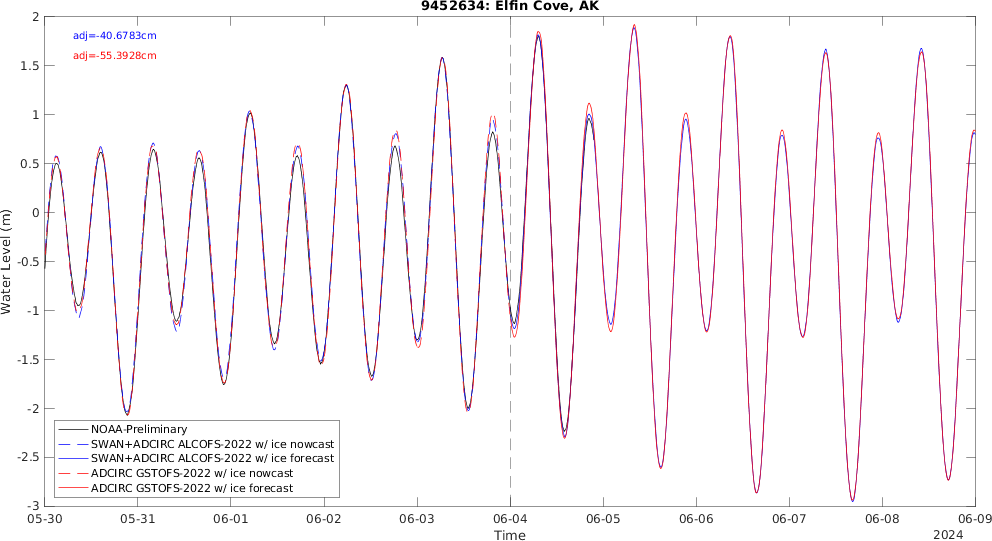 9452634: Elfin Cove, AK
adj=-40.6783cm
adj=-55.3928cm
Water Level (m)
2
1.5
1
0.5
0
-0.5
-1
-1.5
-2
-2.5
-3
NOAA-Preliminary
SWAN+ADCIRC ALCOFS-2022 w/ ice nowcast
SWAN+ADCIRC ALCOFS-2022 w/ ice forecast
ADCIRC GSTOFS-2022 w/ ice nowcast
ADCIRC GSTOFS-2022 w/ ice forecast
05-30 05-31 06-01 06-02 06-03 06-04 06-05 06-06 06-07 06-08 06-09
Time
2024